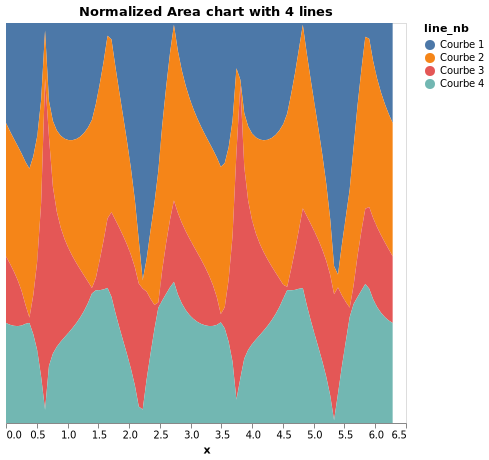 Normalized Area chart with 4 lines
line_nb
Courbe 1
Courbe 2
Courbe 3
Courbe 4
0.0 0.5 1.0 1.5 2.0 2.5 3.0 3.5 4.0 4.5 5.0 5.5 6.0 6.5
x